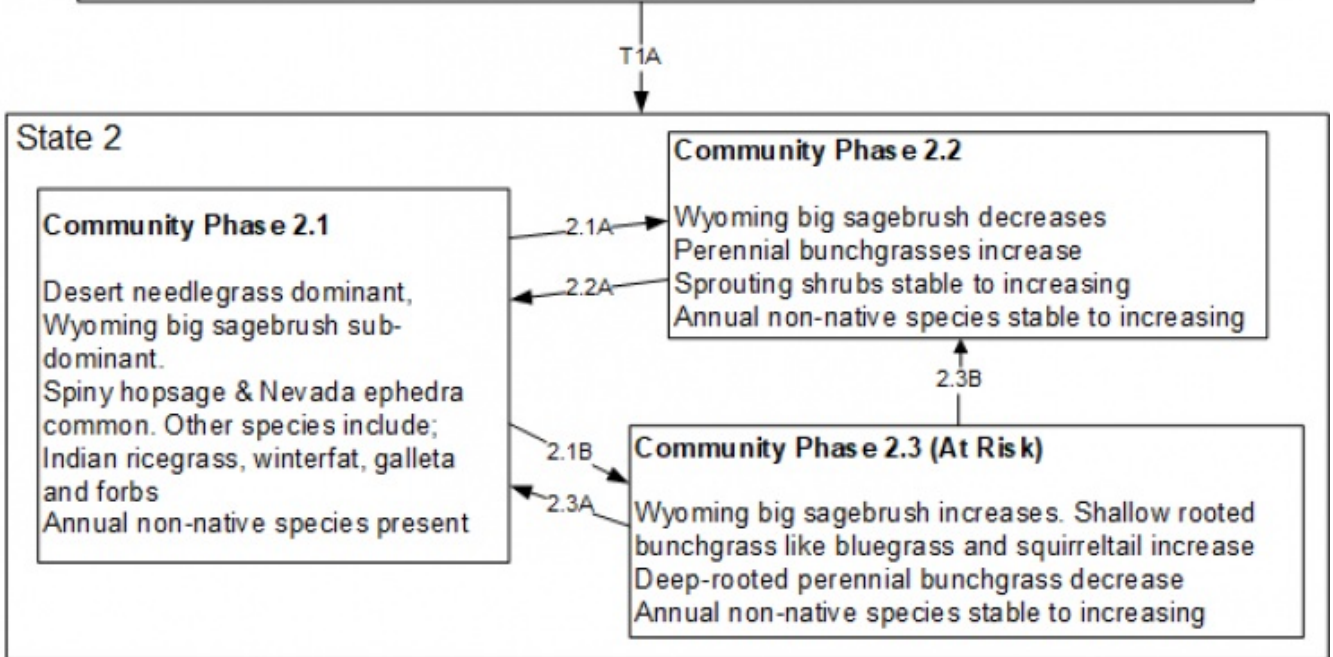 T1A
State 2
Community Phase 2.1
Desert needlegrass dominant,
Wyoming big sagebrush sub-
dominant.
Spiny hopsage & Nevada ephedra
common. Other species include;
Indian ricegrass, winterfat, galleta
and forbs
Annual non-native species present
2.1A
2.2A
Community Phase 2.2
Wyoming big sagebrush decreases
Perennial bunchgrasses increase
Sprouting shrubs stable to increasing
Annual non-native species stable to increasing
2.3B
2.1B
2.3A
Community Phase 2.3 (At Risk)
Wyoming big sagebrush increases. Shallow rooted
bunchgrass like bluegrass and squirreltail increase
Deep-rooted perennial bunchgrass decrease
Annual non-native species stable to increasing